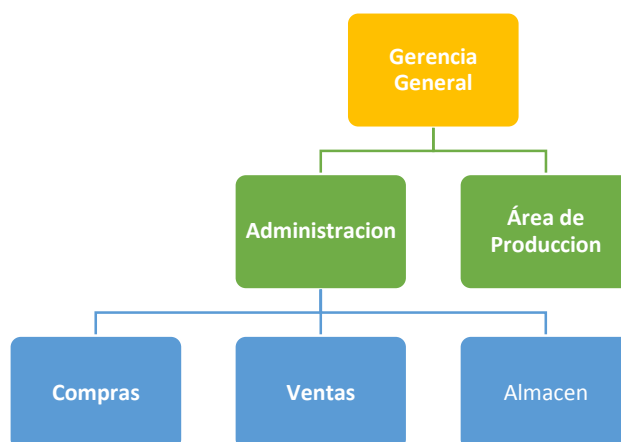 Gerencia
General
Administracion
Área de
Produccion
Compras
Ventas
Almacen